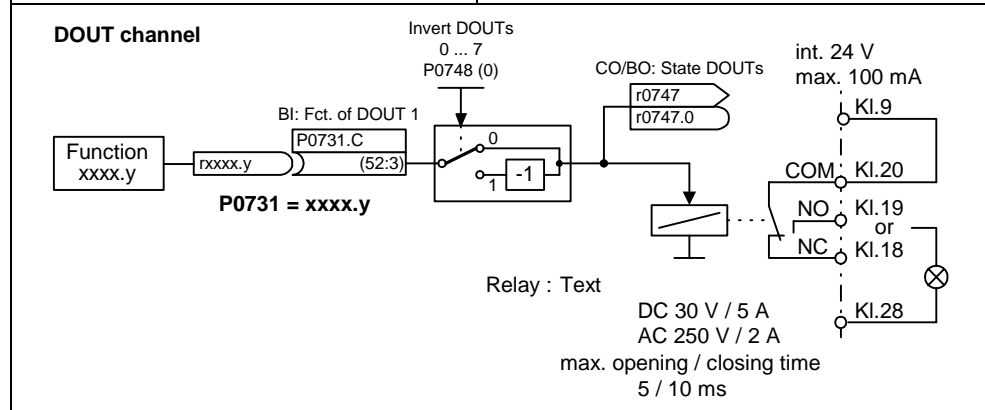 DOUT channel
Invert DOUTs
0 ... 7
P0748 (0)
int. 24 V
max. 100 mA
CO/BO: State DOUTs
r0747
r0747.0
BI: Fct. of DOUT 1
P0731.C
(52:3)
Function
xxxx.y
rxxxx.y
P0731 = xxxx.y
0
1
-1
Kl.9
COM
Kl.20
NO
Kl.19
or
NC
Kl.18
Kl.28
Relay : Text
DC 30 V / 5 A
AC 250 V / 2 A
max. opening / closing time
5 / 10 ms